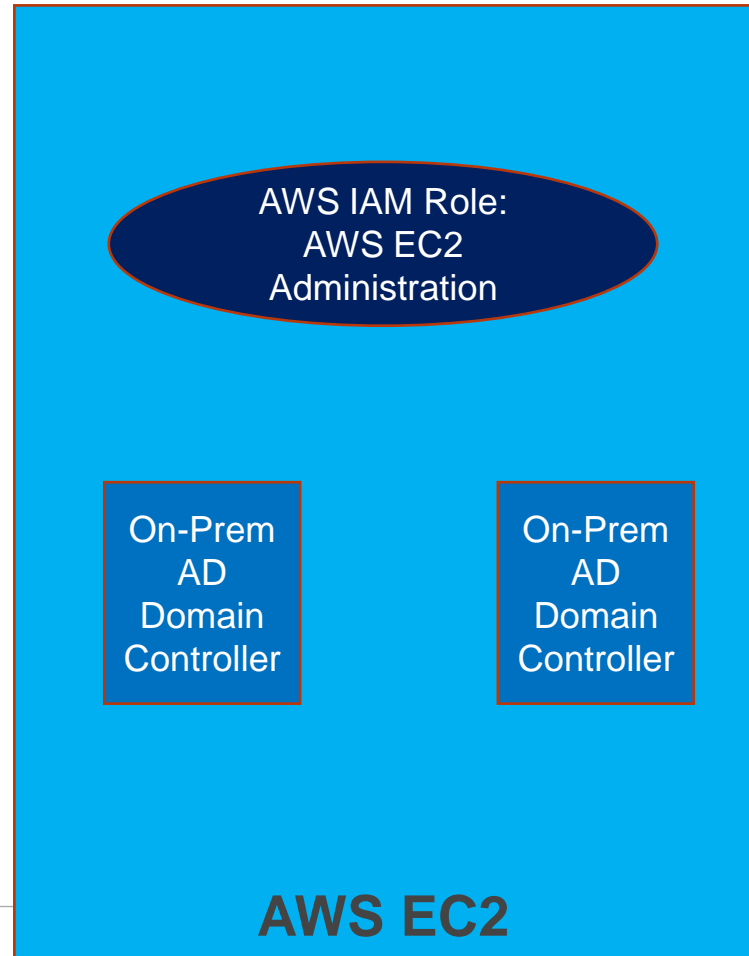 AWS IAM Role:
AWS EC2
Administration
On-Prem
AD
Domain
Controller
On-Prem
AD
Domain
Controller
AWS EC2